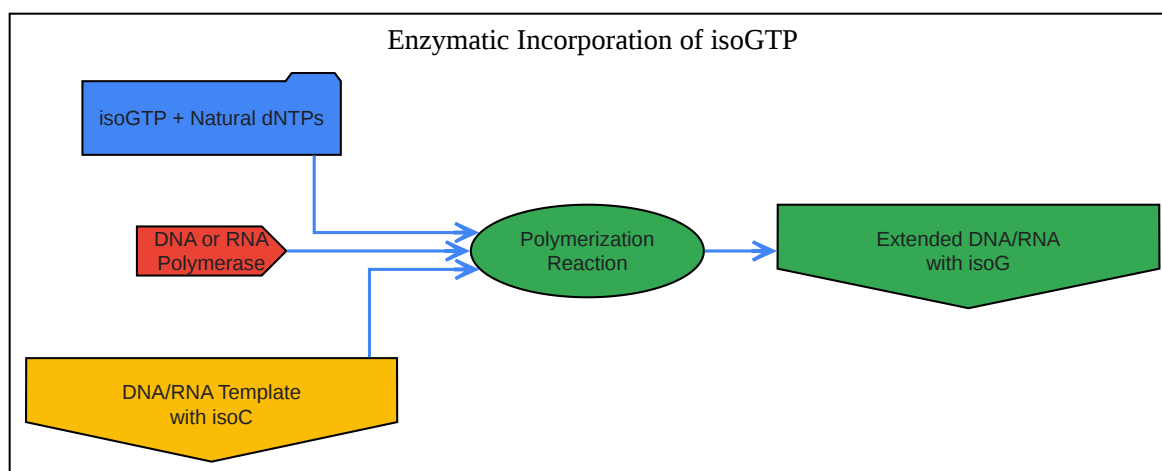 Enzymatic Incorporation of isoGTP
isoGTP + Natural dNTPs
DNA or RNA
Polymerase
Polymerization
Reaction
Extended DNA/RNA
with isoG
DNA/RNA Template
with isoC